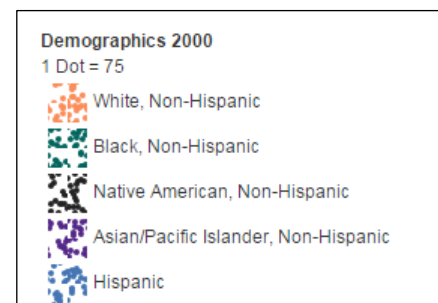 Demographics 2000
1 Dot = 75
White, Non-Hispanic
Black, Non-Hispanic
Native American, Non-Hispanic
Asian/Pacific Islander, Non-Hispanic
Hispanic